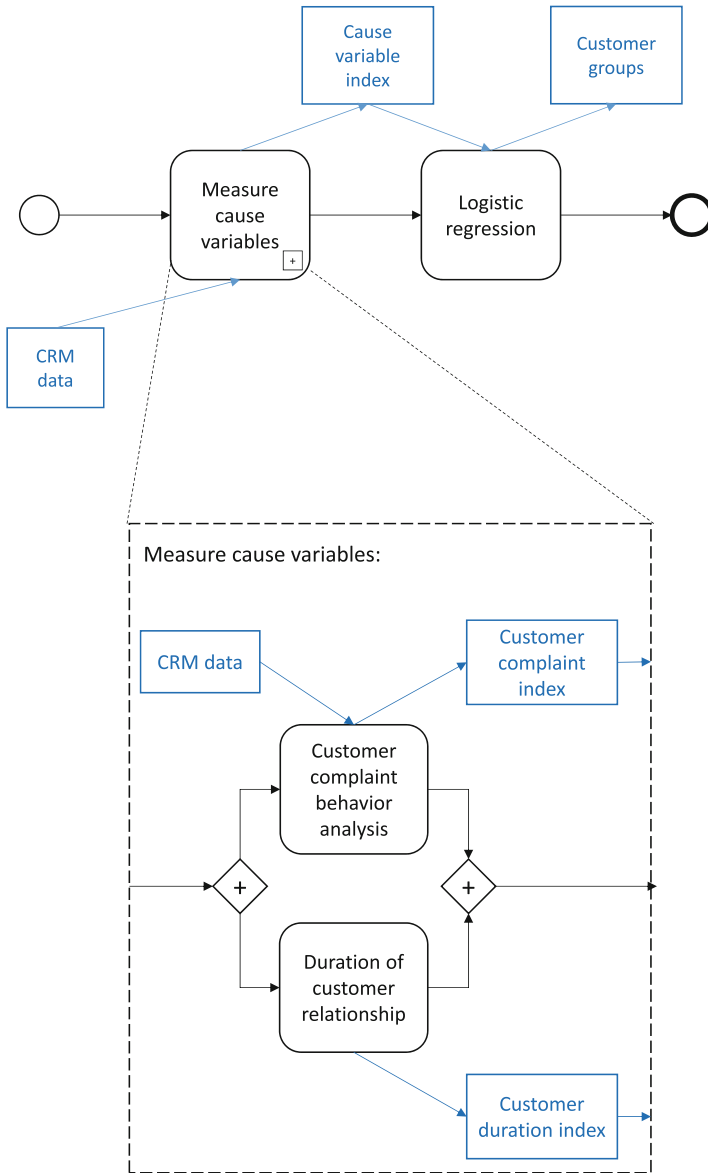 Cause
variable
index
Customer
groups
Measure
cause
variables
+
Logistic
regression
CRM
data
Measure cause variables:
CRM data
Customer
complaint
index
Customer
complaint
behavior
analysis
+
+
Duration of
customer
relationship
Customer
duration index